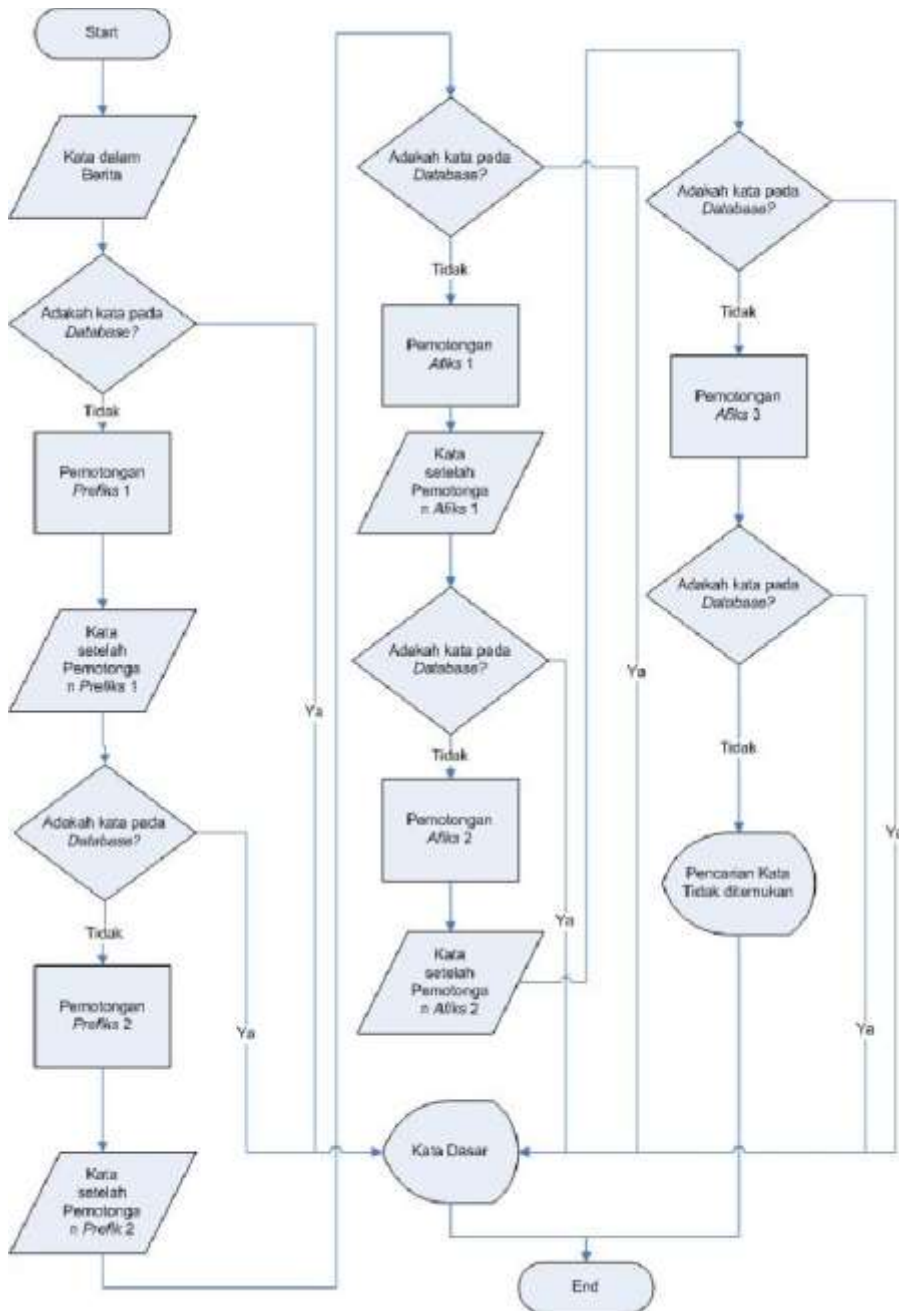 Start
Kata dalam
Berita
Adakah kata pada
Database?
Tidak
Pemotongan
Prefiks 1
Kata
setelah
Pemotonga
n Prefiks 1
Ya
Adakah kata pada
Database?
Tidak
Pemotongan
Prefiks 2
Ya
Kata
setelah
Pemotonga
n Prefik 2
Adakah kata pada
Database?
Tidak
Pemotongan
Afiks 1
Kata
setelah
Pemotonga
n Afiks 1
Ya
Adakah kata pada
Database?
Tidak
Pemotongan
Afiks 2
Ya
Kata
setelah
Pemotonga
n Afiks 2
Adakah kata pada
Database?
Tidak
Pemotongan
Afiks 3
Adakah kata pada
Database?
Tidak
Ya
Pencarian Kata
Tidak ditemukan
Ya
Kata Dasar
End